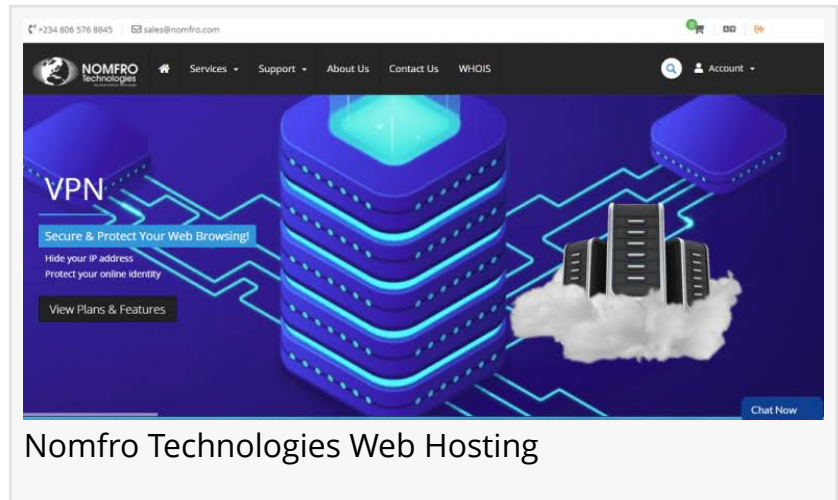 +234 806 576 8845 sales@nomfro.com 0
NOMFRO
Technologies
Services Support About Us Contact Us WHOIS Account
VPN
Secure & Protect Your Web Browsing!
Hide your IP address
Protect your online identity
View Plans & Features
Chat Now
Nomfro Technologies Web Hosting